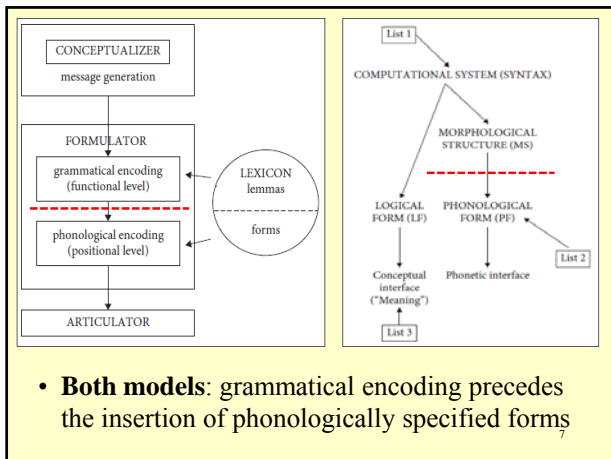 CONCEPTUALIZER
message generation
FORMULATOR
grammatical encoding
(functional level)
phonological encoding
(positional level)
LEXICON
lemmas
forms
ARTICULATOR
List 1
COMPUTATIONAL SYSTEM (SYNTAX)
MORPHOLOGICAL
STRUCTURE (MS)
LOGICAL
FORM (LF)
PHONOLOGICAL
FORM (PF)
List 2
Conceptual
interface
("Meaning")
Phonetic interface
List 3
• Both models: grammatical encoding precedes
the insertion of phonologically specified forms
7